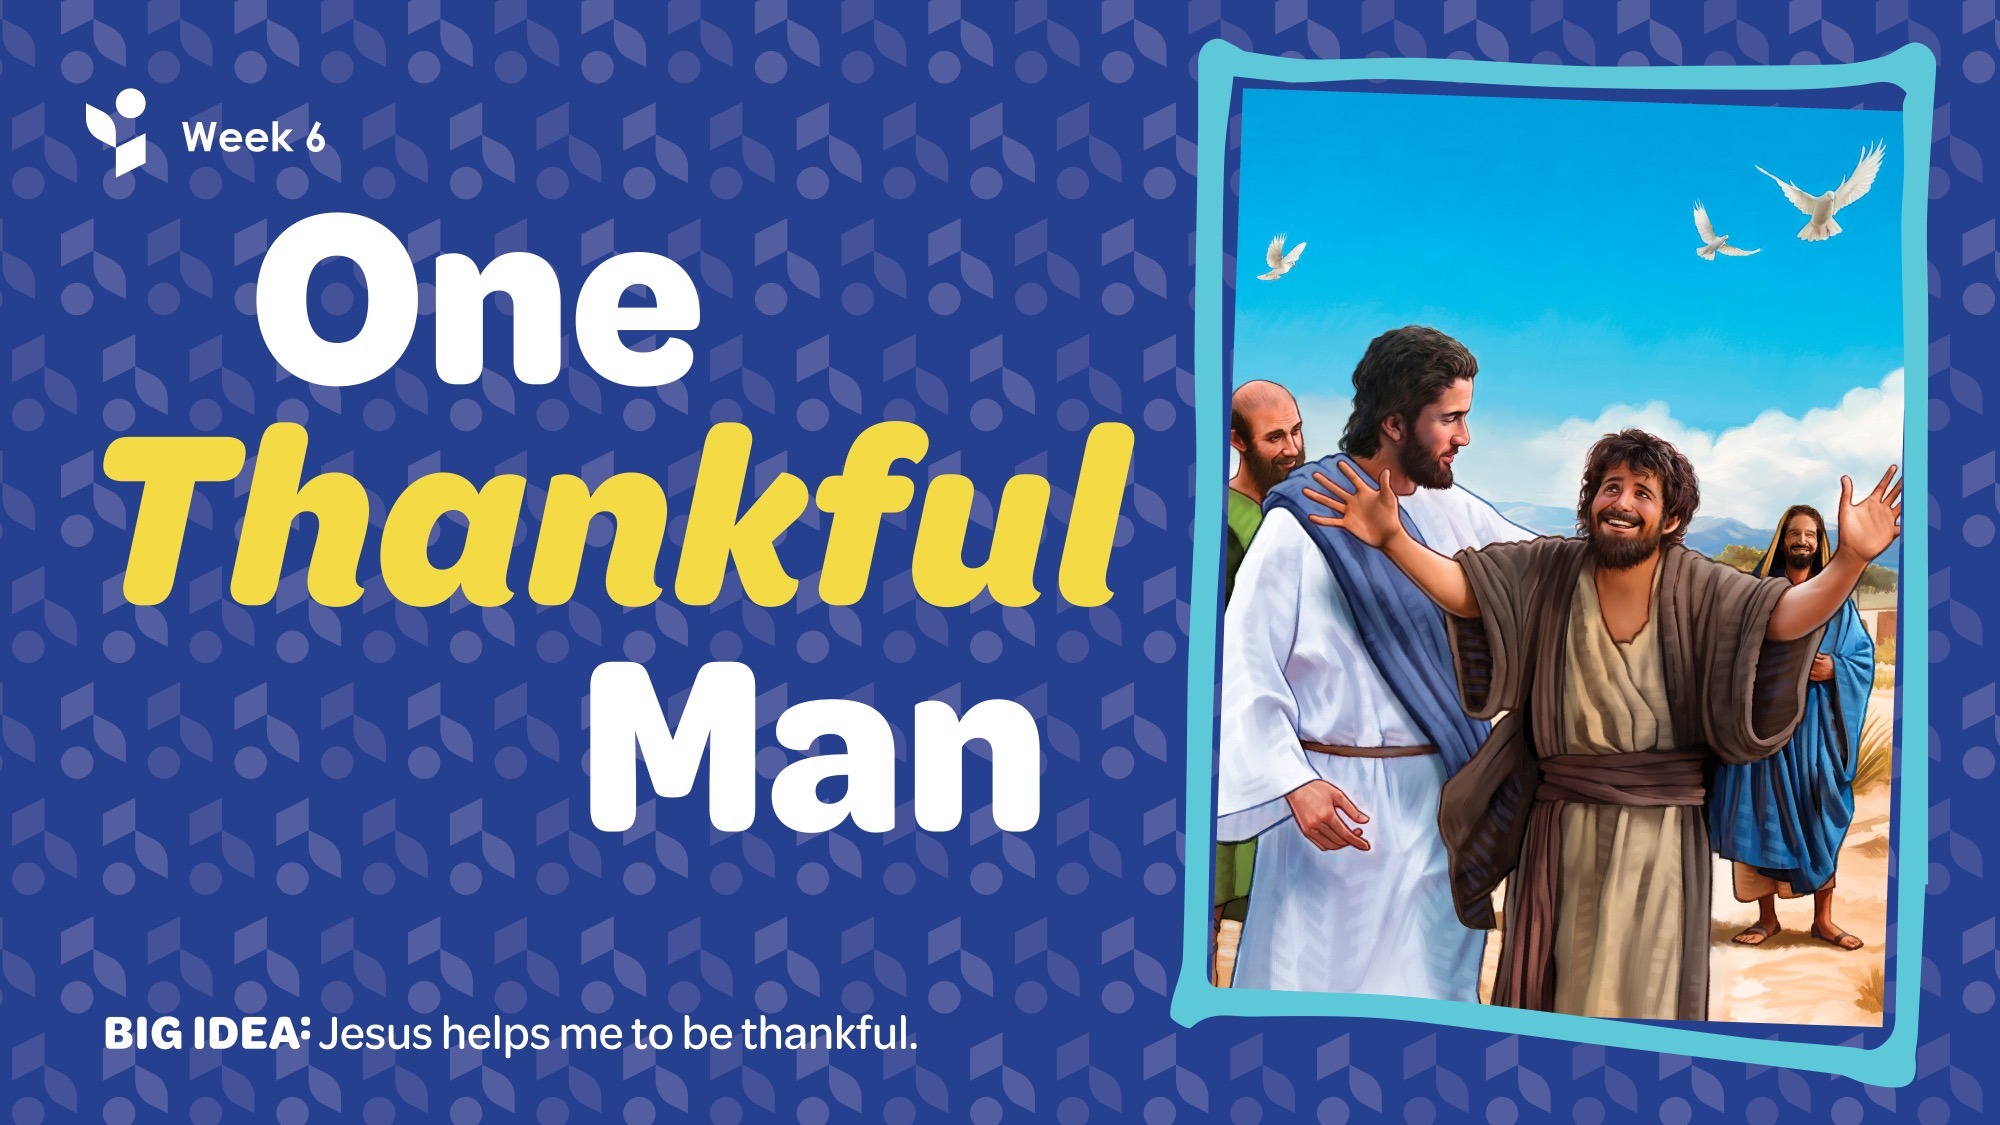 Week 6
One
Thankful
Man
BIG IDEA: Jesus helps me to be thankful.